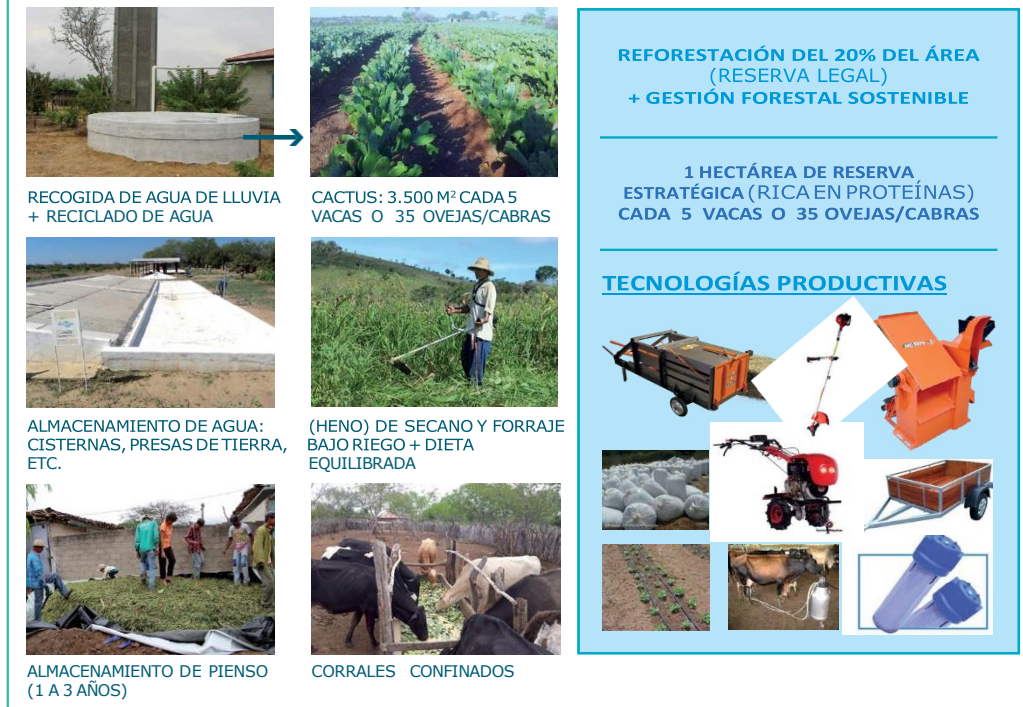 RECOGIDA DE AGUA DE LLUVIA
+ RECICLADO DE AGUA
CACTUS: 3.500 M² CADA 5
VACAS O 35 OVEJAS/CABRAS
ALMACENAMIENTO DE AGUA:
CISTERNAS, PRESAS DE TIERRA,
ETC.
(HENO) DE SECANO Y FORRAJE
BAJO RIEGO + DIETA
EQUILIBRADA
ALMACENAMIENTO DE PIENSO
(1 A 3 AÑOS)
CORRALES CONFINADOS
REFORESTACIÓN DEL 20% DEL ÁREA
(RESERVA LEGAL)
+ GESTIÓN FORESTAL SOSTENIBLE
1 HECTÁREA DE RESERVA
ESTRATÉGICA (RICA EN PROTEÍNAS)
CADA 5 VACAS O 35 OVEJAS/CABRAS
TECNOLOGÍAS PRODUCTIVAS